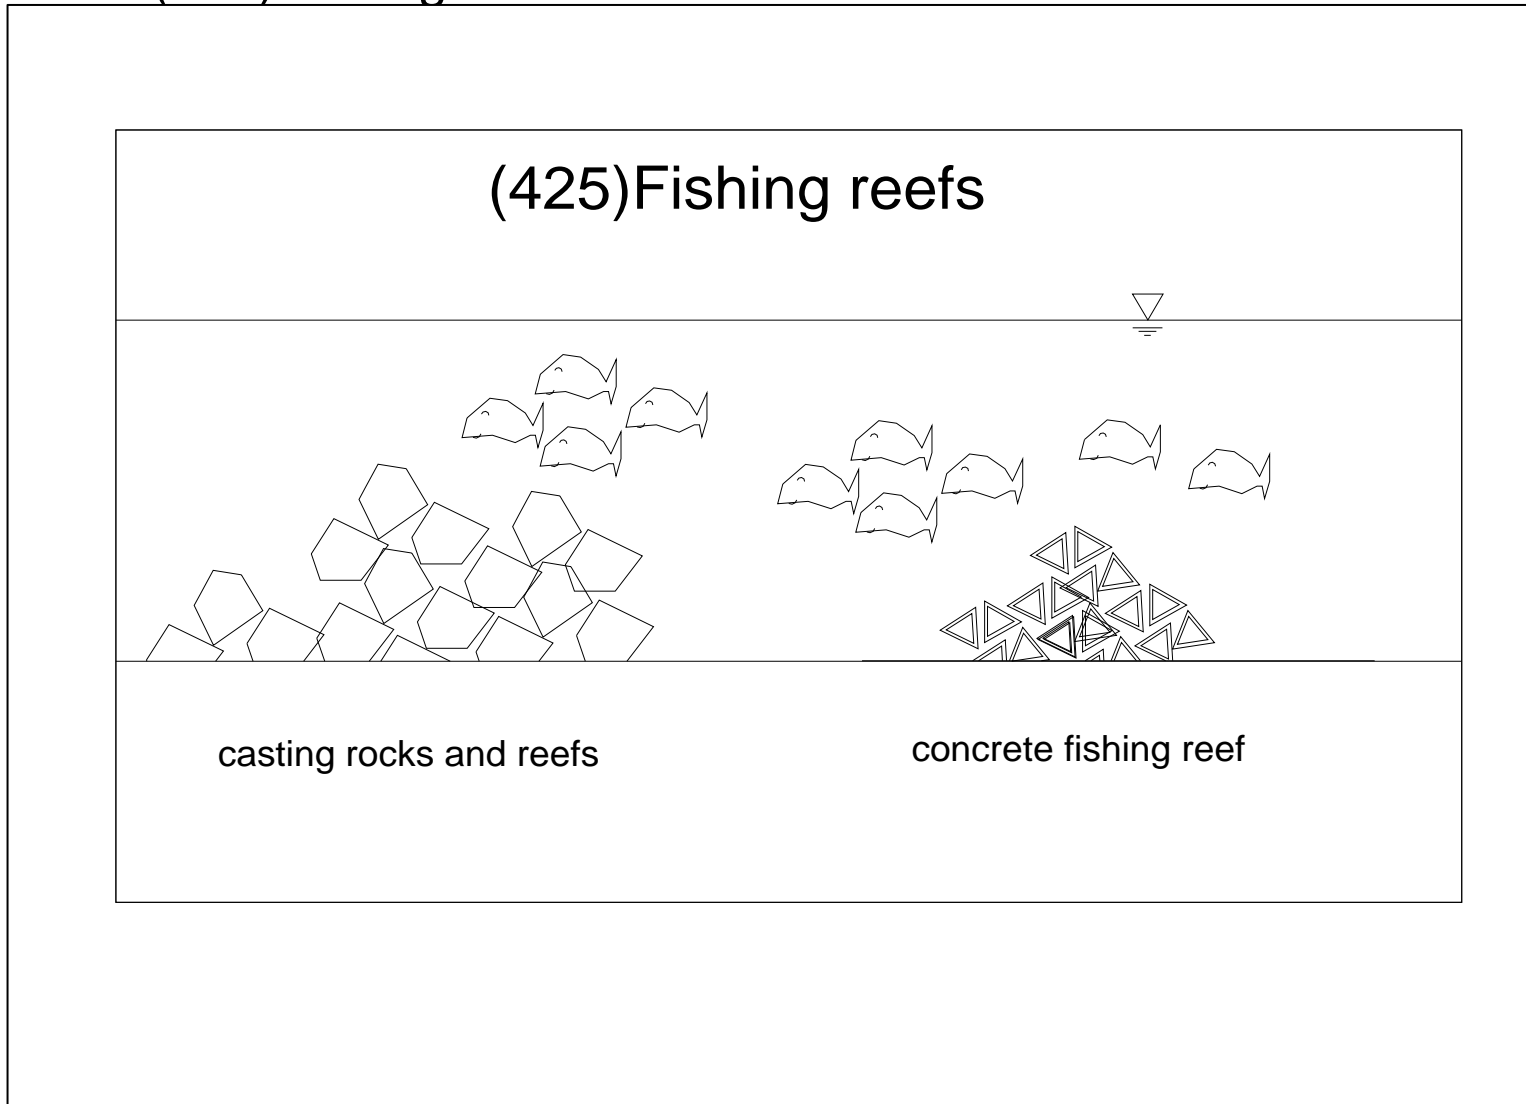 (425)Fishing reefs
casting rocks and reefs
concrete fishing reef